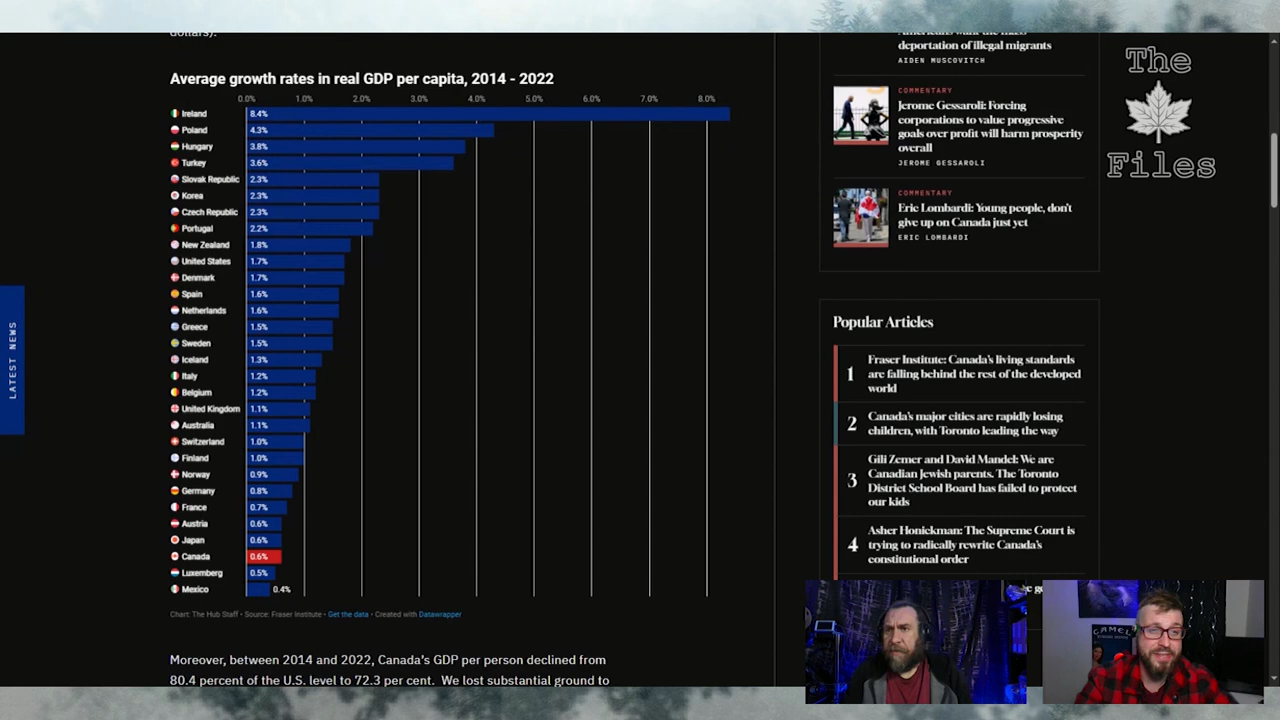 dollars).
Average growth rates in real GDP per capita, 2014 - 2022
0.0% 1.0% 2.0% 3.0% 4.0% 5.0% 6.0% 7.0% 8.0%
Ireland 8.4%
Poland 4.3%
Hungary 3.8%
Turkey 3.6%
Slovak Republic 2.3%
Korea 2.3%
Czech Republic 2.3%
Portugal 2.2%
New Zealand 1.8%
United States 1.7%
Denmark 1.7%
Spain 1.6%
Netherlands 1.6%
Greece 1.5%
Sweden 1.5%
Iceland 1.3%
Italy 1.2%
Belgium 1.2%
United Kingdom 1.1%
Australia 1.1%
Switzerland 1.0%
Finland 1.0%
Norway 0.9%
Germany 0.8%
France 0.7%
Austria 0.6%
Japan 0.6%
Canada 0.6%
Luxemberg 0.5%
Mexico 0.4%
Chart: The Hub Staff • Source: Fraser Institute • Get the data • Created with Datawrapper
Moreover, between 2014 and 2022, Canada's GDP per person declined from
80.4 percent of the U.S. level to 72.3 per cent. We lost substantial ground to
LATEST NEWS
Americans want the mass
deportation of illegal migrants
AIDEN MUSCOVITCH
COMMENTARY
Jerome Gessaroli: Forcing
corporations to value progressive
goals over profit will harm prosperity
overall
JEROME GESSAROLI
COMMENTARY
Eric Lombardi: Young people, don't
give up on Canada just yet
ERIC LOMBARDI
Popular Articles
1
Fraser Institute: Canada's living standards
are falling behind the rest of the developed
world
2
Canada's major cities are rapidly losing
children, with Toronto leading the way
3
Gili Zemer and David Mandel: We are
Canadian Jewish parents. The Toronto
District School Board has failed to protect
our kids
4
Asher Honickman: The Supreme Court is
trying to radically rewrite Canada's
constitutional order
The
Files
CAMEL